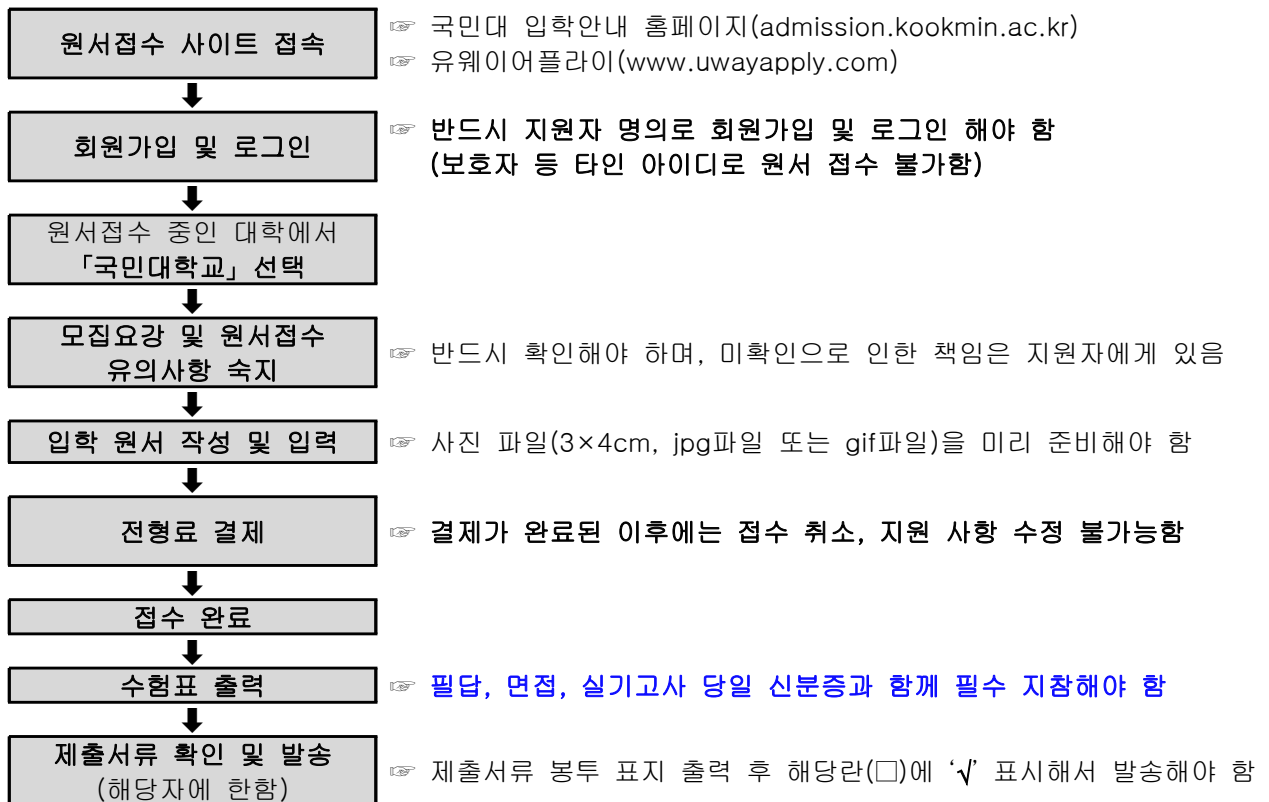 원서접수 사이트 접속
☞ 국민대 입학안내 홈페이지(admission.kookmin.ac.kr)
☞ 유웨이어플라이(www.uwayapply.com)
회원가입 및 로그인
☞ 반드시 지원자 명의로 회원가입 및 로그인 해야 함
(보호자 등 타인 아이디로 원서 접수 불가함)
원서접수 중인 대학에서
「국민대학교」 선택
모집요강 및 원서접수
유의사항 숙지
☞ 반드시 확인해야 하며, 미확인으로 인한 책임은 지원자에게 있음
입학 원서 작성 및 입력
☞ 사진 파일(3×4cm, jpg파일 또는 gif파일)을 미리 준비해야 함
전형료 결제
☞ 결제가 완료된 이후에는 접수 취소, 지원 사항 수정 불가능함
접수 완료
수험표 출력
☞ 필답, 면접, 실기고사 당일 신분증과 함께 필수 지참해야 함
제출서류 확인 및 발송
(해당자에 한함)
☞ 제출서류 봉투 표지 출력 후 해당란(□)에 ‘√’ 표시해서 발송해야 함